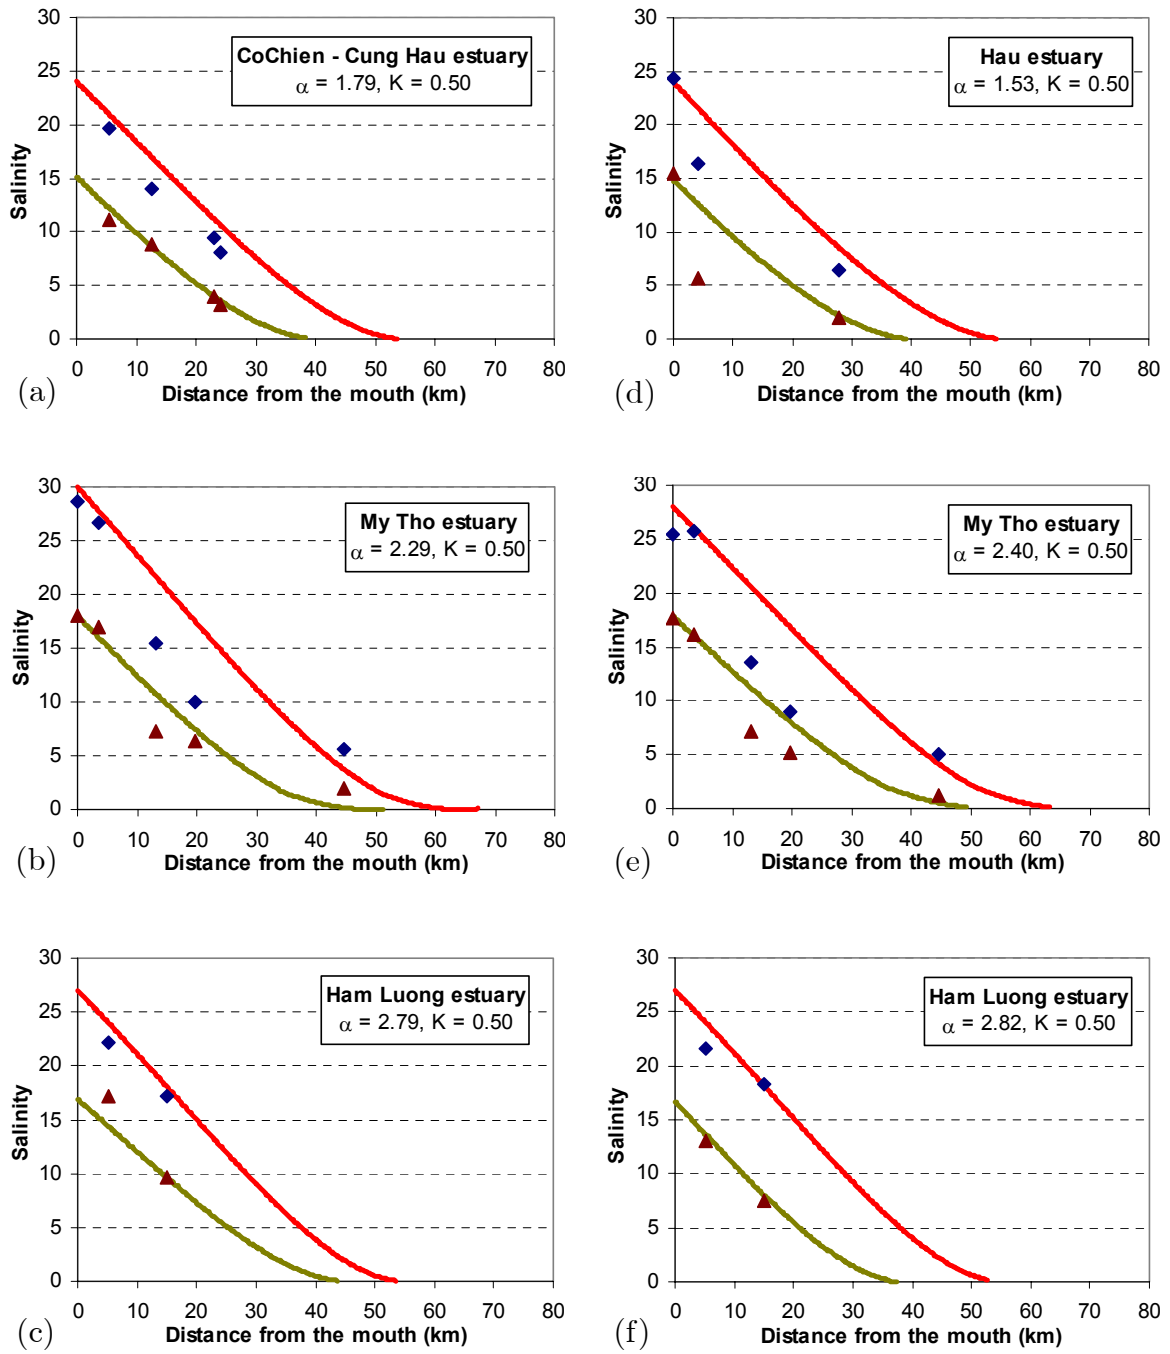 30
25
20
15
10
5
0
Salinity
CoChien - Cung Hau estuary
α = 1.79, K = 0.50
0 10 20 30 40 50 60 70 80
Distance from the mouth (km)
(a)
30
25
20
15
10
5
0
Salinity
Hau estuary
α = 1.53, K = 0.50
0 10 20 30 40 50 60 70 80
Distance from the mouth (km)
(d)
30
25
20
15
10
5
0
Salinity
My Tho estuary
α = 2.29, K = 0.50
0 10 20 30 40 50 60 70 80
Distance from the mouth (km)
(b)
30
25
20
15
10
5
0
Salinity
My Tho estuary
α = 2.40, K = 0.50
0 10 20 30 40 50 60 70 80
Distance from the mouth (km)
(e)
30
25
20
15
10
5
0
Salinity
Ham Luong estuary
α = 2.79, K = 0.50
0 10 20 30 40 50 60 70 80
Distance from the mouth (km)
(c)
30
25
20
15
10
5
0
Salinity
Ham Luong estuary
α = 2.82, K = 0.50
0 10 20 30 40 50 60 70 80
Distance from the mouth (km)
(f)